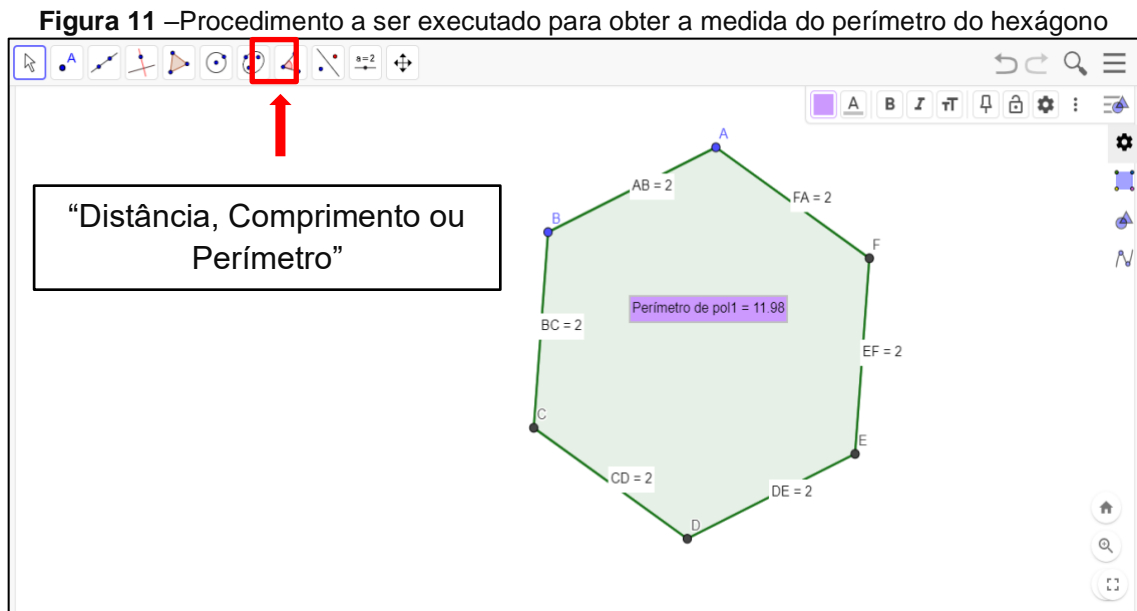 Figura 11 –Procedimento a ser executado para obter a medida do perímetro do hexágono
A
a=2
A B I тT
“Distância, Comprimento ou
Perímetro”
A
AB = 2
FA = 2
B
F
Perímetro de pol1 = 11.98
BC = 2
EF = 2
C
E
CD = 2
DE = 2
D